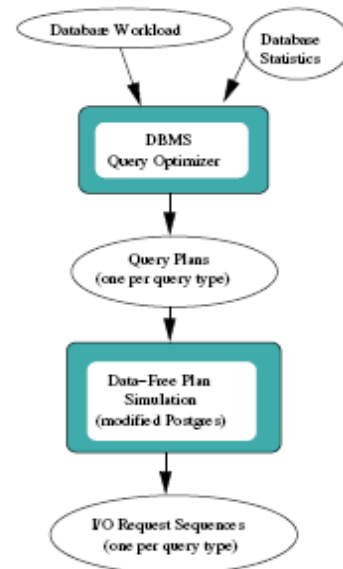 Database Workload
Database
Statistics
DBMS
Query Optimizer
Query Plans
(one per query type)
Data-Free Plan
Simulation
(modified Postgres)
I/O Request Sequences
(one per query type)